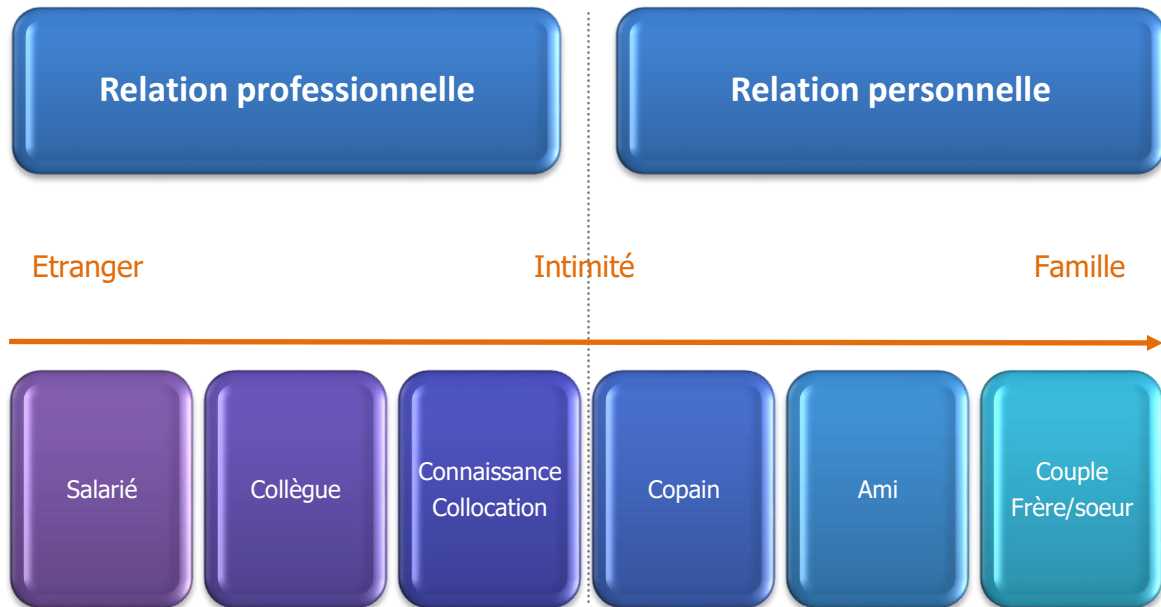 Relation professionnelle
Relation personnelle
Etranger
Intimité
Famille
Salarié
Collègue
Connaissance
Collocation
Copain
Ami
Couple
Frère/soeur